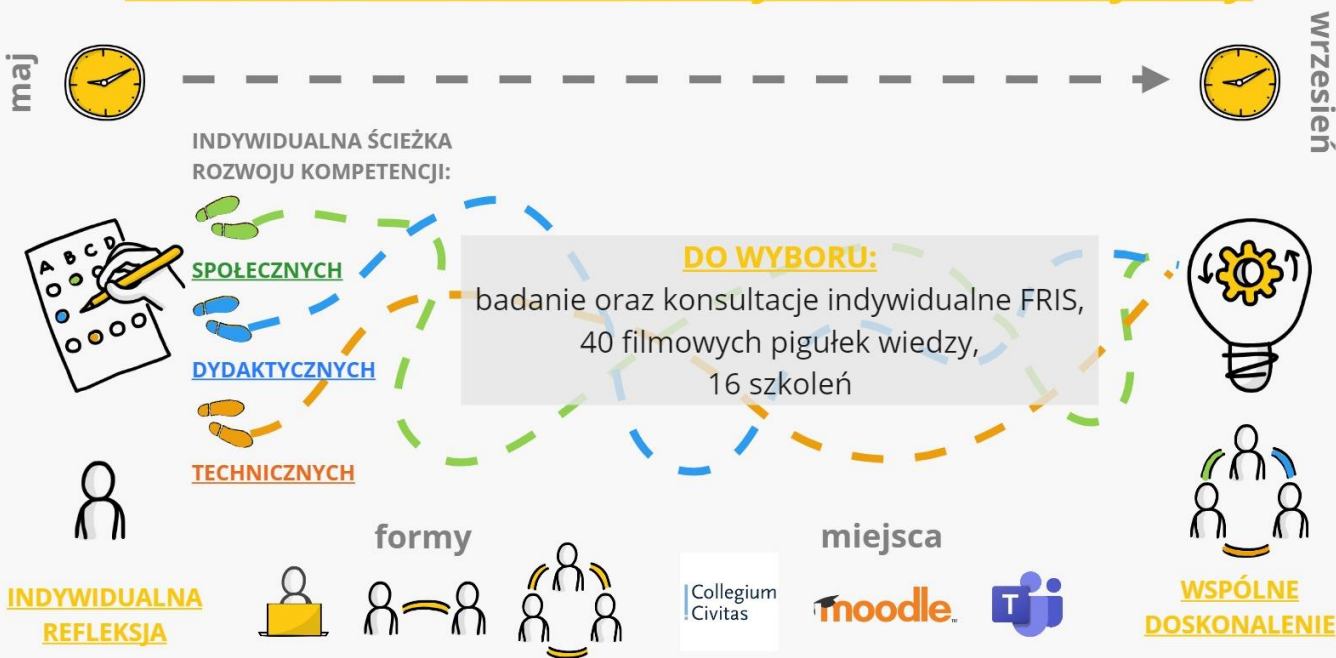 maj
wrzesień
INDYWIDUALNA ŚCIEŻKA
ROZWOJU KOMPETENCJI:
A B C D
SPOŁECZNYCH
DYDAKTYCZNYCH
TECHNICZNYCH
DO WYBORU:
badanie oraz konsultacje indywidualne FRIS,
40 filmowych pigułek wiedzy,
16 szkoleń
formy
miejsca
INDYWIDUALNA
REFLEKSJA
Collegium
Civitas
moodle
T
WSPÓLNE
DOSKONALENIE